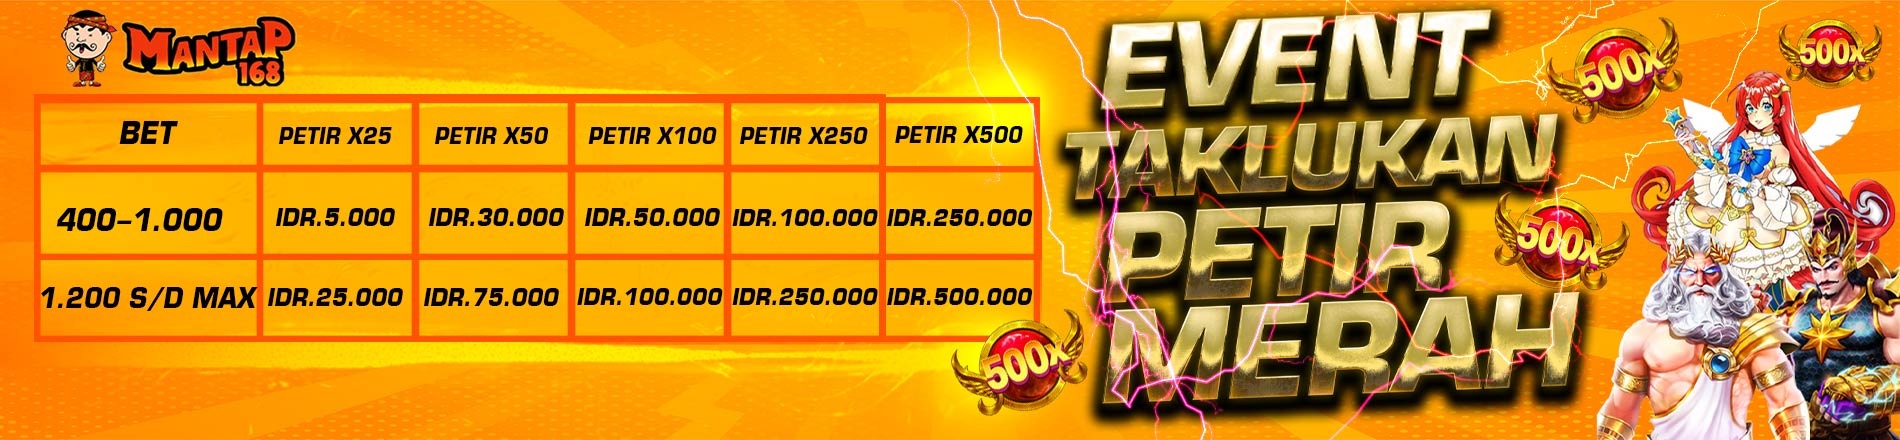 MANTAP
168
BET PETIR X25 PETIR X50 PETIR X100 PETIR X250 PETIR X500
400-1.000 IDR.5.000 IDR.30.000 IDR.50.000 IDR.100.000 IDR.250.000
1.200 S/D MAX IDR.25.000 IDR.75.000 IDR.100.000 IDR.250.000 IDR.500.000
EVENT
TAKLUKAN
PETIR
MERAH
500x
500x
500x
500x